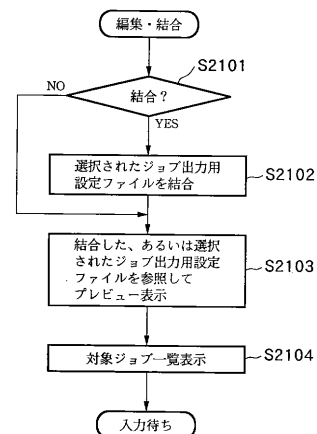 編集・結合
S2101
NO
結合？
YES
選択されたジョブ出力用
設定ファイルを結合
S2102
結合した、あるいは選択
されたジョブ出力用設定
ファイルを参照して
プレビュー表示
S2103
対象ジョブ一覧表示
S2104
入力待ち